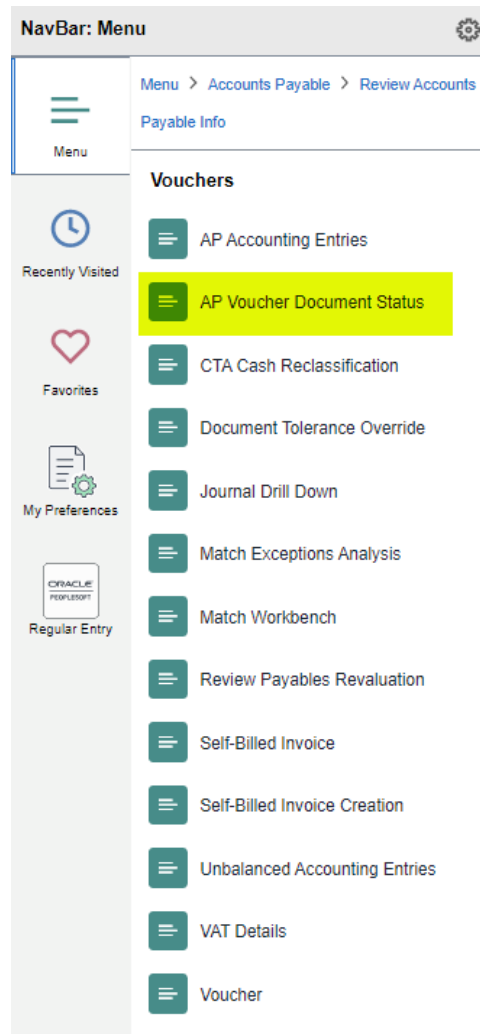 NavBar: Menu
Menu
Recently Visited
Favorites
My Preferences
ORACLE
PEOPLESOFT
Regular Entry
Menu > Accounts Payable > Review Accounts
Payable Info
Vouchers
AP Accounting Entries
AP Voucher Document Status
CTA Cash Reclassification
Document Tolerance Override
Journal Drill Down
Match Exceptions Analysis
Match Workbench
Review Payables Revaluation
Self-Billed Invoice
Self-Billed Invoice Creation
Unbalanced Accounting Entries
VAT Details
Voucher